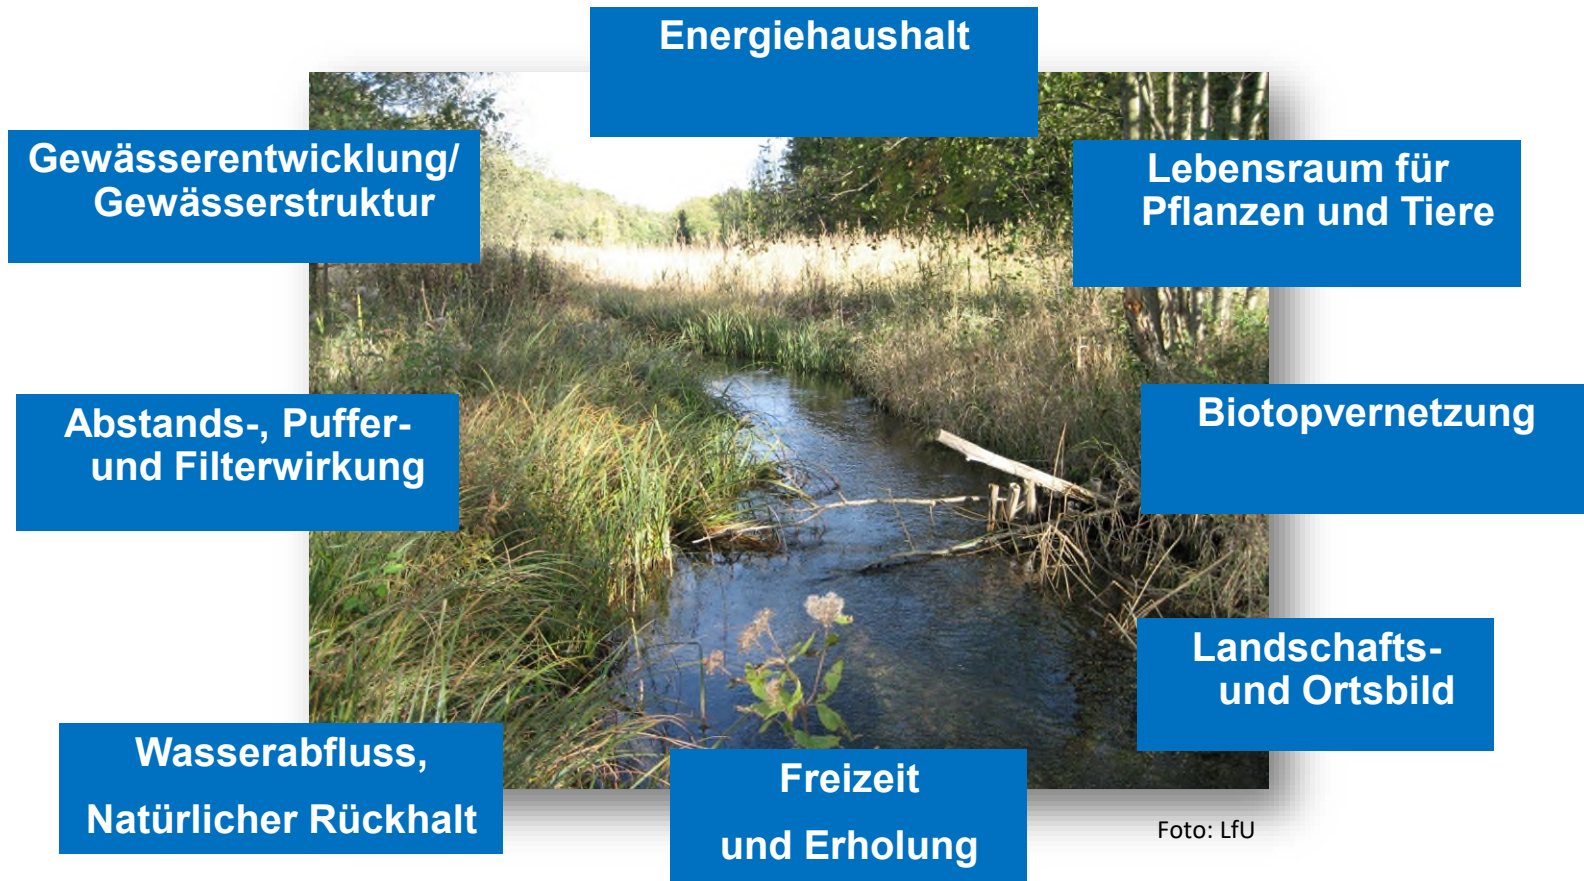 Energiehaushalt
Gewässerentwicklung/
Gewässerstruktur
Lebensraum für
Pflanzen und Tiere
Abstands-, Puffer-
und Filterwirkung
Biotopvernetzung
Landschafts-
und Ortsbild
Wasserabfluss,
Natürlicher Rückhalt
Freizeit
und Erholung
Foto: LfU